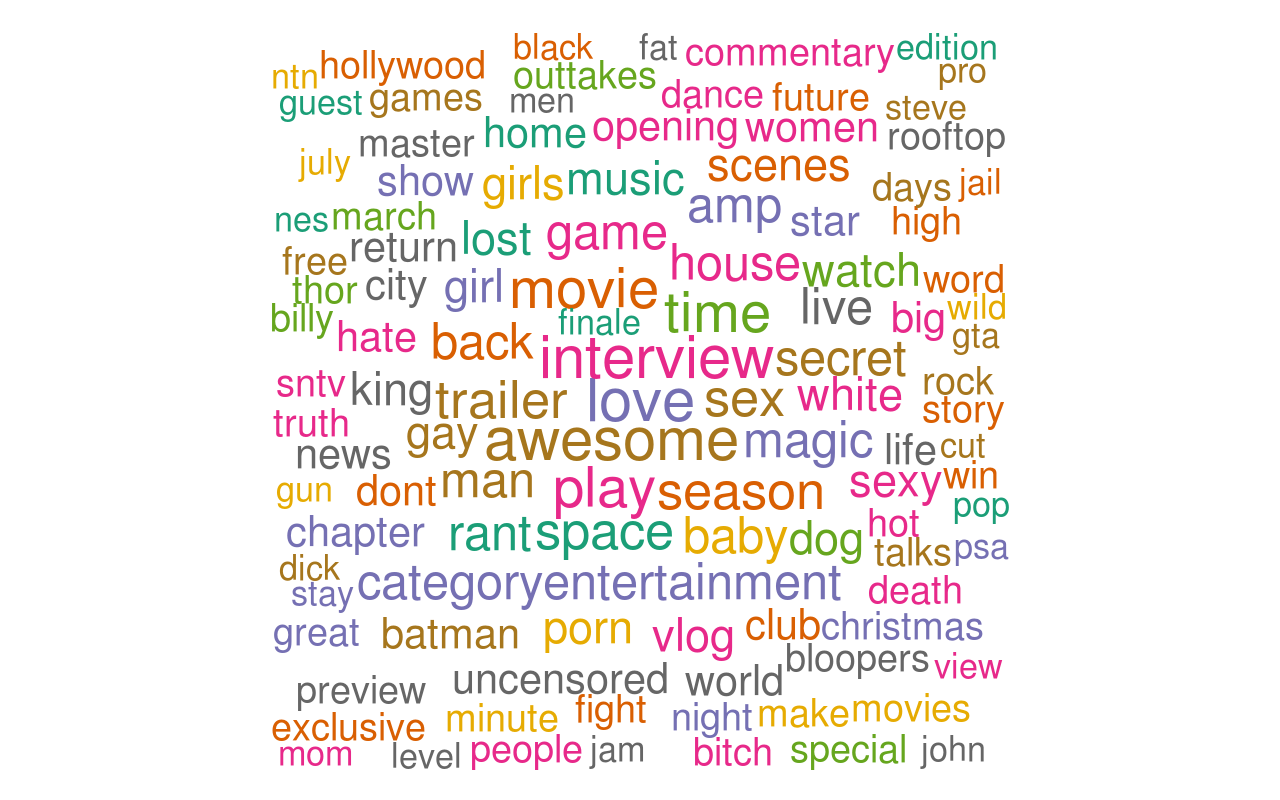 black fat commentary edition
ntn hollywood outtakes pro
guest games men dance future steve
master home opening women rooftop
july show girls music scenes days jail
nes march amp star high
free return lost game house watch word
thor city girl movie time live big wild
billy hate back finale gta
interview secret
sntv king trailer love sex white rock story
truth gay awesome magic life cut
news
gun dont man play season sexy win
chapter rant space baby dog hot pop
dick talks psa
stay categoryentertainment death
great batman porn vlog club christmas
preview uncensored world bloopers view
exclusive minute fight night make movies
mom level people jam bitch special john